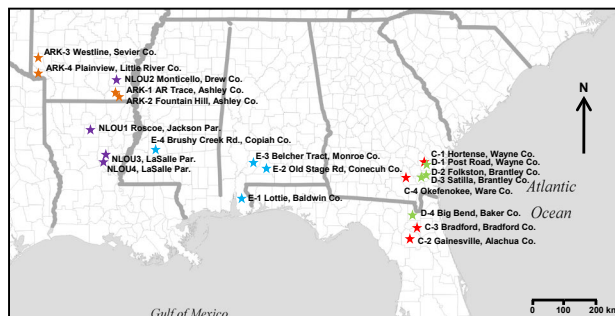 ARK-3 Westline, Sevier Co.
ARK-4 Plainview, Little River Co.
NLOU2 Monticello, Drew Co.
ARK-1 AR Trace, Ashley Co.
ARK-2 Fountain Hill, Ashley Co.
NLOU1 Roscoe, Jackson Par.
E-4 Brushy Creek Rd., Copiah Co.
NLOU3, LaSalle Par.
NLOU4, LaSalle Par.
E-3 Belcher Tract, Monroe Co.
E-2 Old Stage Rd, Conecuh Co.
E-1 Lottie, Baldwin Co.
N
C-1 Hortense, Wayne Co.
D-1 Post Road, Wayne Co.
D-2 Folkston, Brantley Co.
D-3 Satilla, Brantley Co.
C-4 Okefenokee, Ware Co.
Atlantic
Ocean
D-4 Big Bend, Baker Co.
C-3 Bradford, Bradford Co.
C-2 Gainesville, Alachua Co.
Gulf of Mexico
0 100 200 km